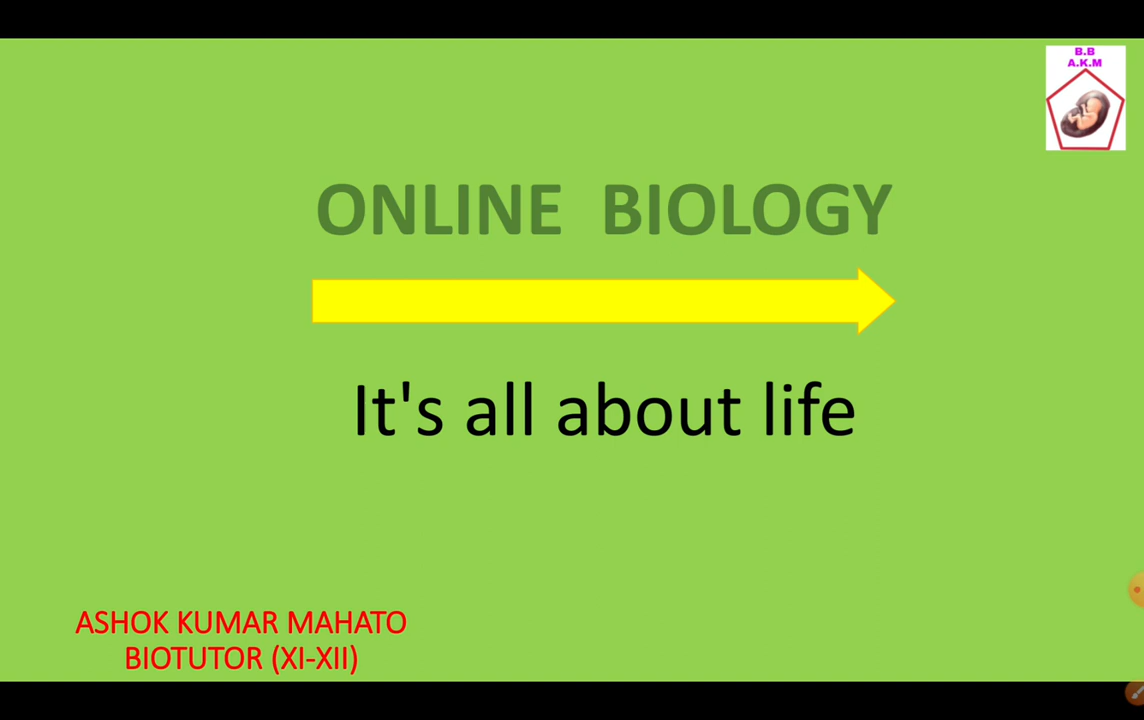 B.B
A.K.M
ONLINE BIOLOGY
It's all about life
ASHOK KUMAR MAHATO
BIOTUTOR (XI-XII)